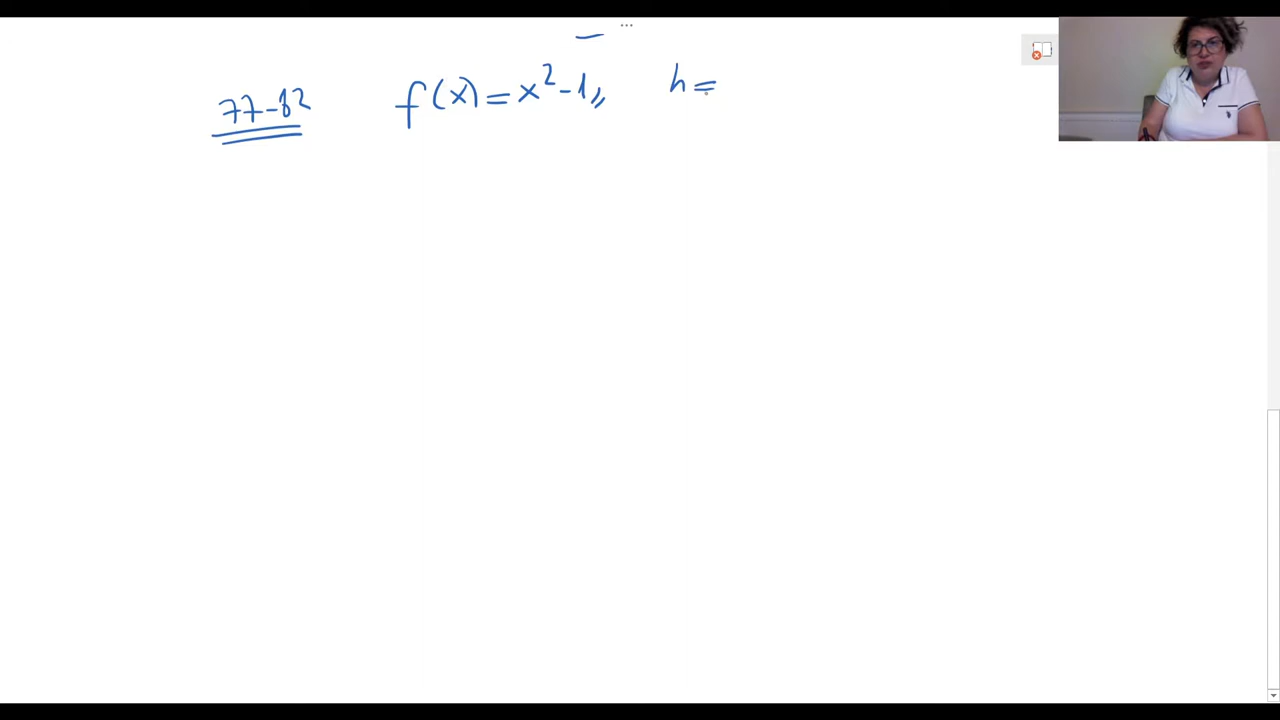 77-82 f(x) = x² - 1, h =